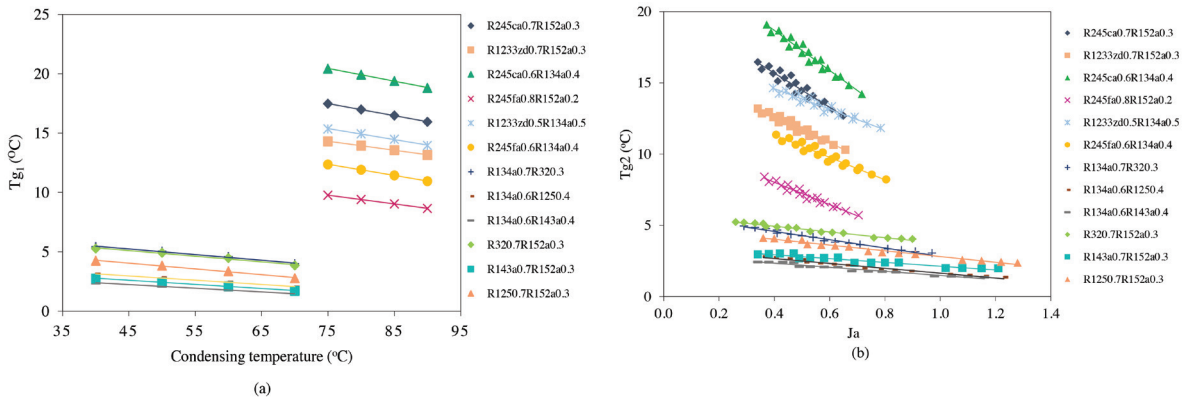 (a)
25
20
15
10
5
0
Tg1 (OC)
35
45
55
65
75
85
95
Condensing temperature (oC)
R245ca0.7R152a0.3
R1233zd0.7R152a0.3
R245ca0.6R134a0.4
R245fa0.8R152a0.2
R1233zd0.5R134a0.5
R245fa0.6R134a0.4
R134a0.7R320.3
R134a0.6R1250.4
R134a0.6R143a0.4
R320.7R152a0.3
R143a0.7R152a0.3
R1250.7R152a0.3
(a)
20
15
10
5
0
Tg2 (oC)
0.0
0.2
0.4
0.6
0.8
1.0
1.2
1.4
Ja
R245ca0.7R152a0.3
R1233zd0.7R152a0.3
R245ca0.6R134a0.4
R245fa0.8R152a0.2
R1233zd0.5R134a0.5
R245fa0.6R134a0.4
R134a0.7R320.3
R134a0.6R1250.4
R134a0.6R143a0.4
R320.7R152a0.3
R143a0.7R152a0.3
R1250.7R152a0.3
(b)